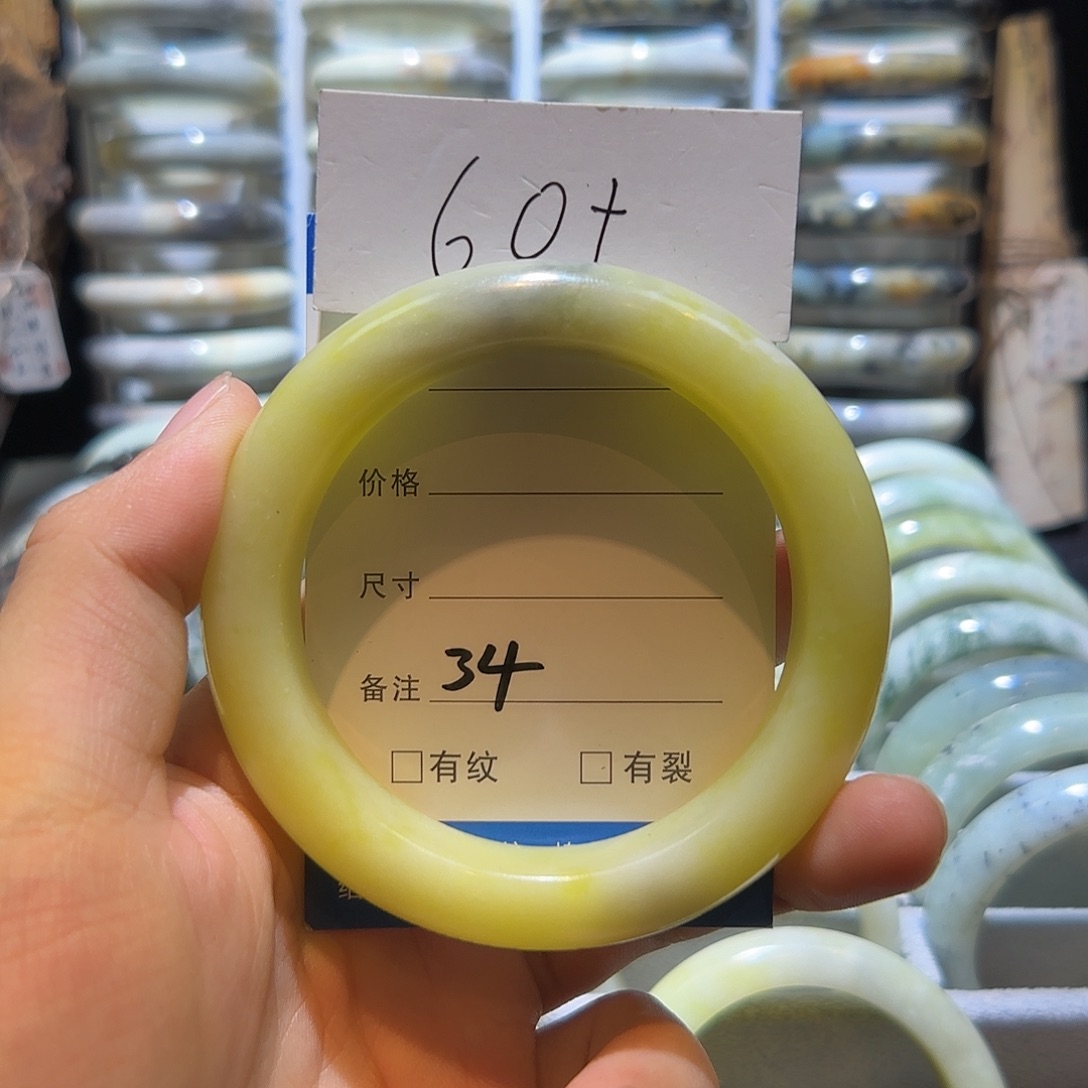 60+
价格
尺寸
备注 34
□有纹 □有裂